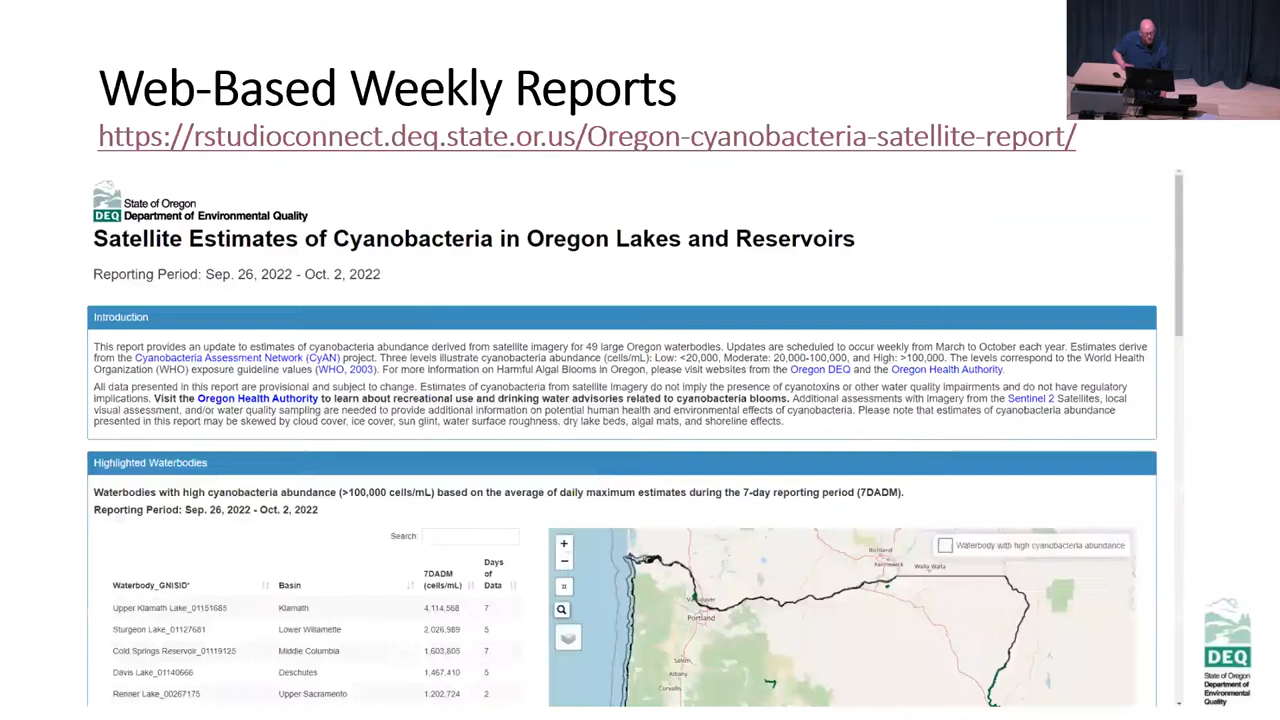 Web-Based Weekly Reports
https://rstudioconnect.deq.state.or.us/Oregon-cyanobacteria-satellite-report/
State of Oregon
DEQ Department of Environmental Quality
Satellite Estimates of Cyanobacteria in Oregon Lakes and Reservoirs
Reporting Period: Sep. 26, 2022 - Oct. 2, 2022
Introduction
This report provides an update to estimates of cyanobacteria abundance derived from satellite imagery for 49 large Oregon waterbodies. Updates are scheduled to occur weekly from March to October each year. Estimates derive
from the Cyanobacteria Assessment Network (CyAN) project. Three levels illustrate cyanobacteria abundance (cells/mL): Low: <20,000, Moderate: 20,000-100,000, and High: >100,000. The levels correspond to the World Health
Organization (WHO) exposure guideline values (WHO, 2003). For more information on Harmful Algal Blooms in Oregon, please visit websites from the Oregon DEQ and the Oregon Health Authority.
All data presented in this report are provisional and subject to change. Estimates of cyanobacteria from satellite imagery do not imply the presence of cyanotoxins or other water quality impairments and do not have regulatory
implications. Visit the Oregon Health Authority to learn about recreational use and drinking water advisories related to cyanobacteria blooms. Additional assessments with imagery from the Sentinel 2 Satellites, local
visual assessment, and/or water quality sampling are needed to provide additional information on potential human health and environmental effects of cyanobacteria. Please note that estimates of cyanobacteria abundance
presented in this report may be skewed by cloud cover, ice cover, sun glint, water surface roughness, dry lake beds, algal mats, and shoreline effects.
Highlighted Waterbodies
Waterbodies with high cyanobacteria abundance (>100,000 cells/mL) based on the average of daily maximum estimates during the 7-day reporting period (7DADM).
Reporting Period: Sep. 26, 2022 - Oct. 2, 2022
Search:
Waterbody_GNISID* Basin 7DADM (cells/mL) Days of Data
Upper Klamath Lake_01151685 Klamath 4,114,568 7
Sturgeon Lake_01127681 Lower Willamette 2,026,989 5
Cold Springs Reservoir_01119125 Middle Columbia 1,603,805 7
Davis Lake_01140666 Deschutes 1,467,410 5
Renner Lake_00267175 Upper Sacramento 1,202,724 2
+
−
Waterbody with high cyanobacteria abundance
Richland
Kennewick
Walla Walla
Vancouver
Portland
Salem
Albany
Corvallis
DEQ
State of Oregon
Department of
Environmental
Quality